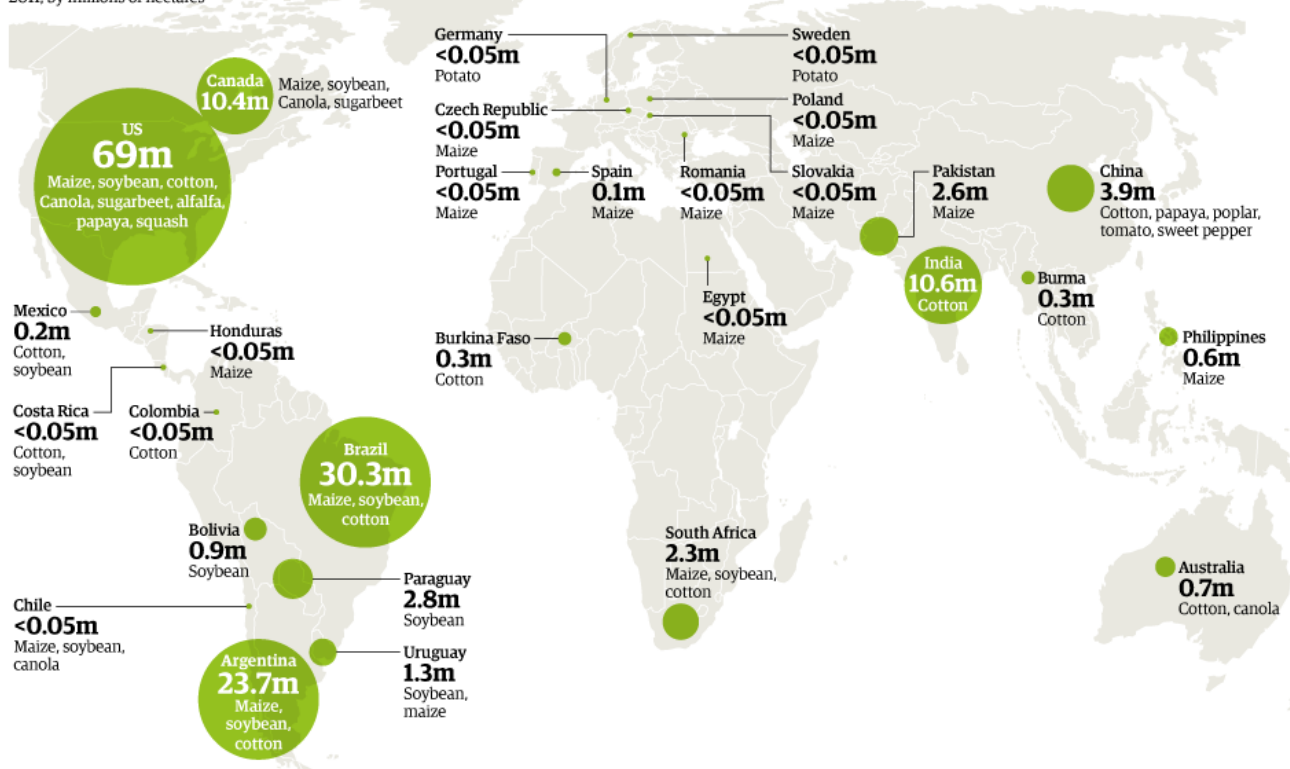 2011, by millions of hectares
Canada
10.4m
Maize, soybean,
Canola, sugarbeet
US
69m
Maize, soybean, cotton,
Canola, sugarbeet, alfalfa,
papaya, squash
Mexico
0.2m
Cotton,
soybean
Honduras
<0.05m
Maize
Costa Rica
<0.05m
Cotton,
soybean
Colombia
<0.05m
Cotton
Brazil
30.3m
Maize, soybean,
cotton
Bolivia
0.9m
Soybean
Paraguay
2.8m
Soybean
Chile
<0.05m
Maize, soybean,
canola
Argentina
23.7m
Maize,
soybean,
cotton
Uruguay
1.3m
Soybean,
maize
Germany
<0.05m
Potato
Sweden
<0.05m
Potato
Czech Republic
<0.05m
Maize
Poland
<0.05m
Maize
Portugal
<0.05m
Maize
Spain
0.1m
Maize
Romania
<0.05m
Maize
Slovakia
<0.05m
Maize
Pakistan
2.6m
Maize
China
3.9m
Cotton, papaya, poplar,
tomato, sweet pepper
India
10.6m
Cotton
Burma
0.3m
Cotton
Egypt
<0.05m
Maize
Burkina Faso
0.3m
Cotton
Philippines
0.6m
Maize
South Africa
2.3m
Maize, soybean,
cotton
Australia
0.7m
Cotton, canola